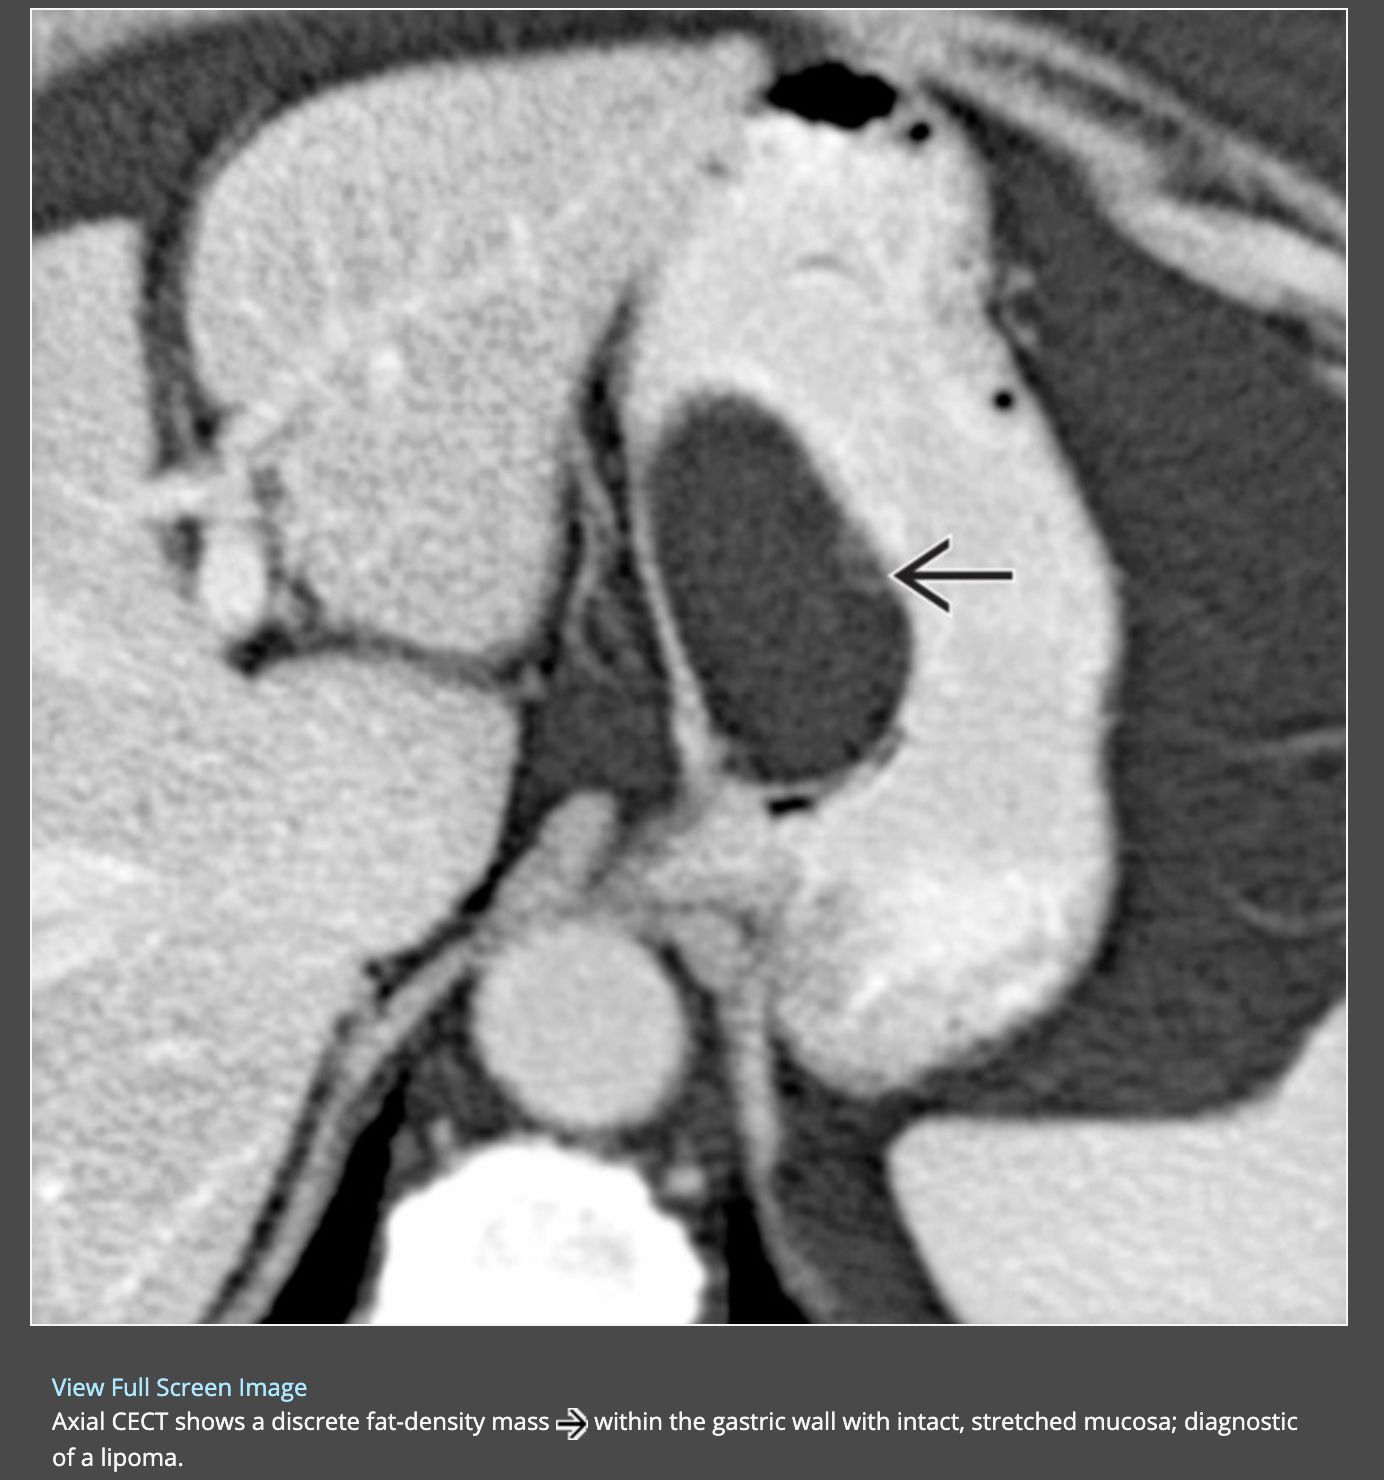 View Full Screen Image
Axial CECT shows a discrete fat-density mass within the gastric wall with intact, stretched mucosa; diagnostic
of a lipoma.